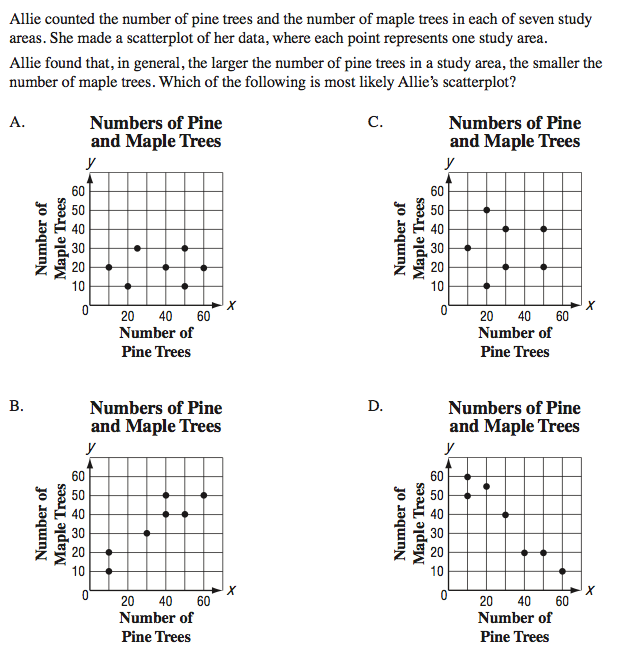 Allie counted the number of pine trees and the number of maple trees in each of seven study
areas. She made a scatterplot of her data, where each point represents one study area.
Allie found that, in general, the larger the number of pine trees in a study area, the smaller the
number of maple trees. Which of the following is most likely Allie's scatterplot?
A.
Numbers of Pine
and Maple Trees
y
Number of
Maple Trees
60
50
40
30
20
10
0
20 40 60
x
Number of
Pine Trees
C.
Numbers of Pine
and Maple Trees
y
Number of
Maple Trees
60
50
40
30
20
10
0
20 40 60
x
Number of
Pine Trees
B.
Numbers of Pine
and Maple Trees
y
Number of
Maple Trees
60
50
40
30
20
10
0
20 40 60
x
Number of
Pine Trees
D.
Numbers of Pine
and Maple Trees
y
Number of
Maple Trees
60
50
40
30
20
10
0
20 40 60
x
Number of
Pine Trees